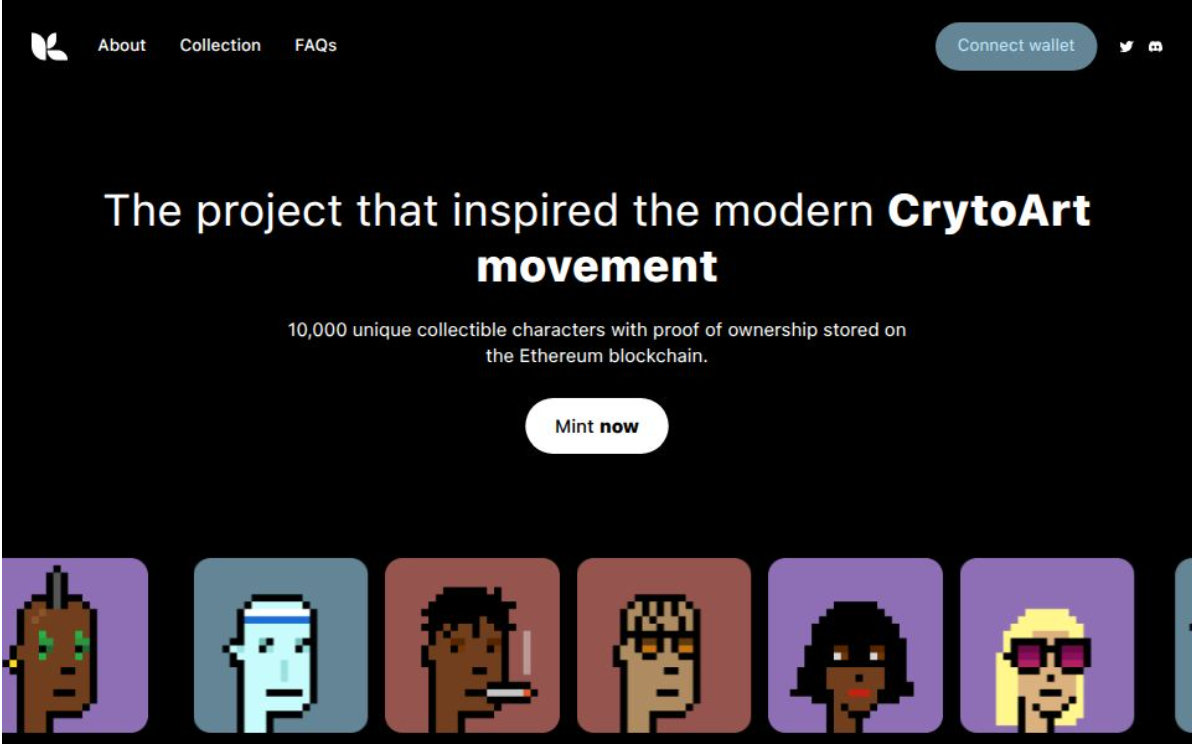 About Collection FAQs Connect wallet
The project that inspired the modern CrytoArt
movement
10,000 unique collectible characters with proof of ownership stored on
the Ethereum blockchain.
Mint now